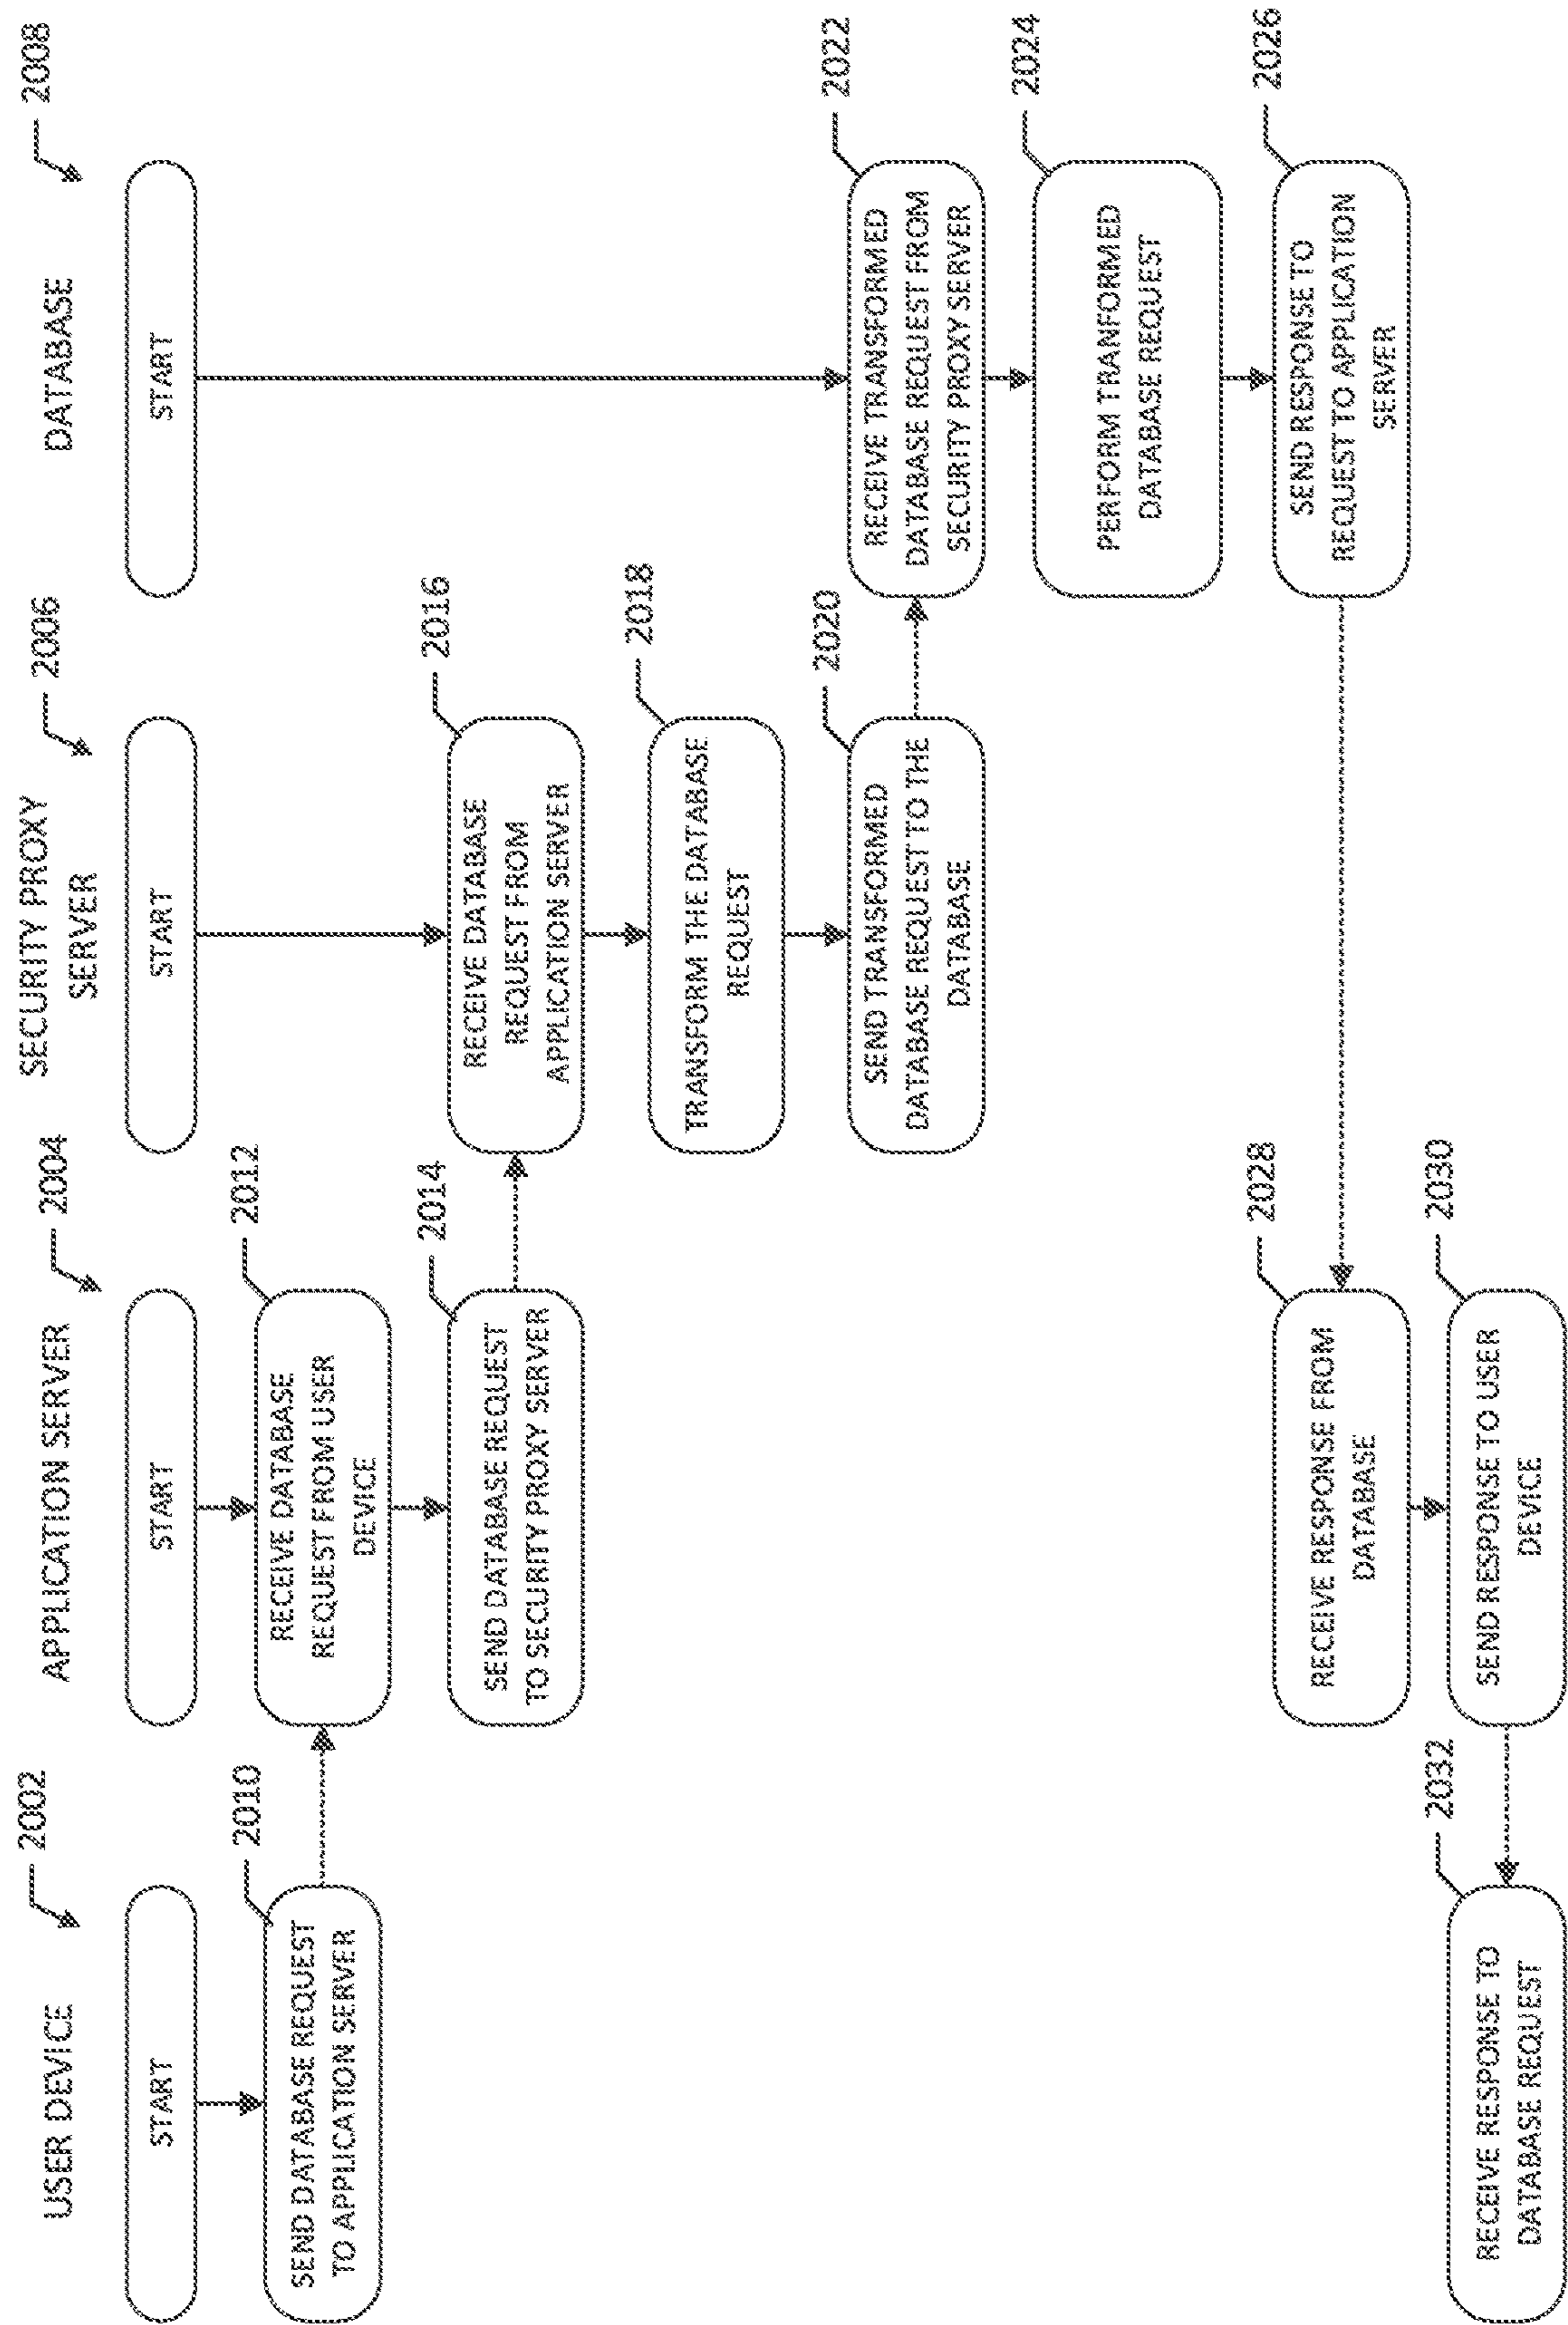 USER DEVICE
2002
APPLICATION SERVER
2004
SECURITY PROXY
SERVER
2006
DATABASE
2008
START
START
START
START
2010
SEND DATABASE REQUEST
TO APPLICATION SERVER
2012
RECEIVE DATABASE
REQUEST FROM USER
DEVICE
2014
SEND DATABASE REQUEST
TO SECURITY PROXY SERVER
2016
RECEIVE DATABASE
REQUEST FROM
APPLICATION SERVER
2018
TRANSFORM THE DATABASE
REQUEST
2020
SEND TRANSFORMED
DATABASE REQUEST TO THE
DATABASE
2022
RECEIVE TRANSFORMED
DATABASE REQUEST FROM
SECURITY PROXY SERVER
2024
PERFORM TRANFORMED
DATABASE REQUEST
2026
SEND RESPONSE TO
REQUEST TO APPLICATION
SERVER
2028
RECEIVE RESPONSE FROM
DATABASE
2030
SEND RESPONSE TO USER
DEVICE
2032
RECEIVE RESPONSE TO
DATABASE REQUEST